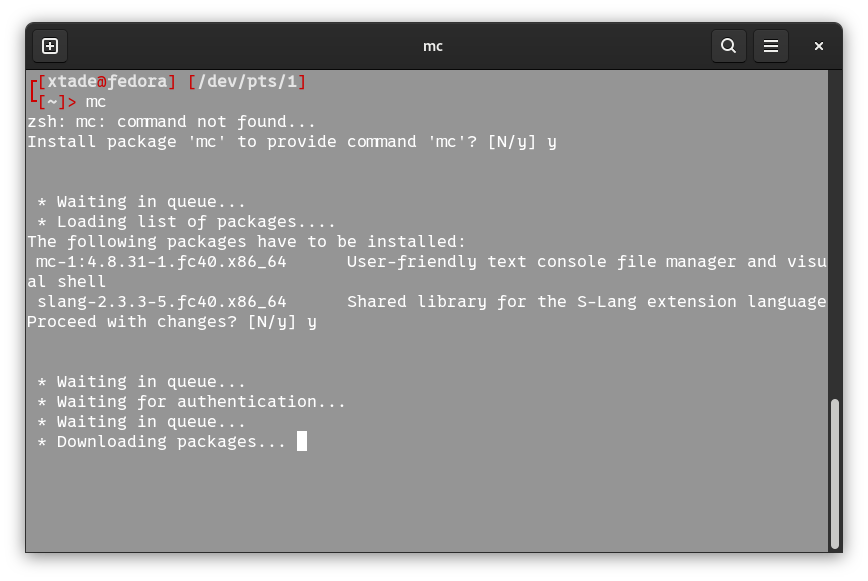 mc
[xtade@fedora] [/dev/pts/1]
[~]> mc
zsh: mc: command not found...
Install package 'mc' to provide command 'mc'? [N/y] y
* Waiting in queue...
* Loading list of packages....
The following packages have to be installed:
mc-1:4.8.31-1.fc40.x86_64      User-friendly text console file manager and visu
al shell
slang-2.3.3-5.fc40.x86_64      Shared library for the S-Lang extension language
Proceed with changes? [N/y] y
* Waiting in queue...
* Waiting for authentication...
* Waiting in queue...
* Downloading packages...